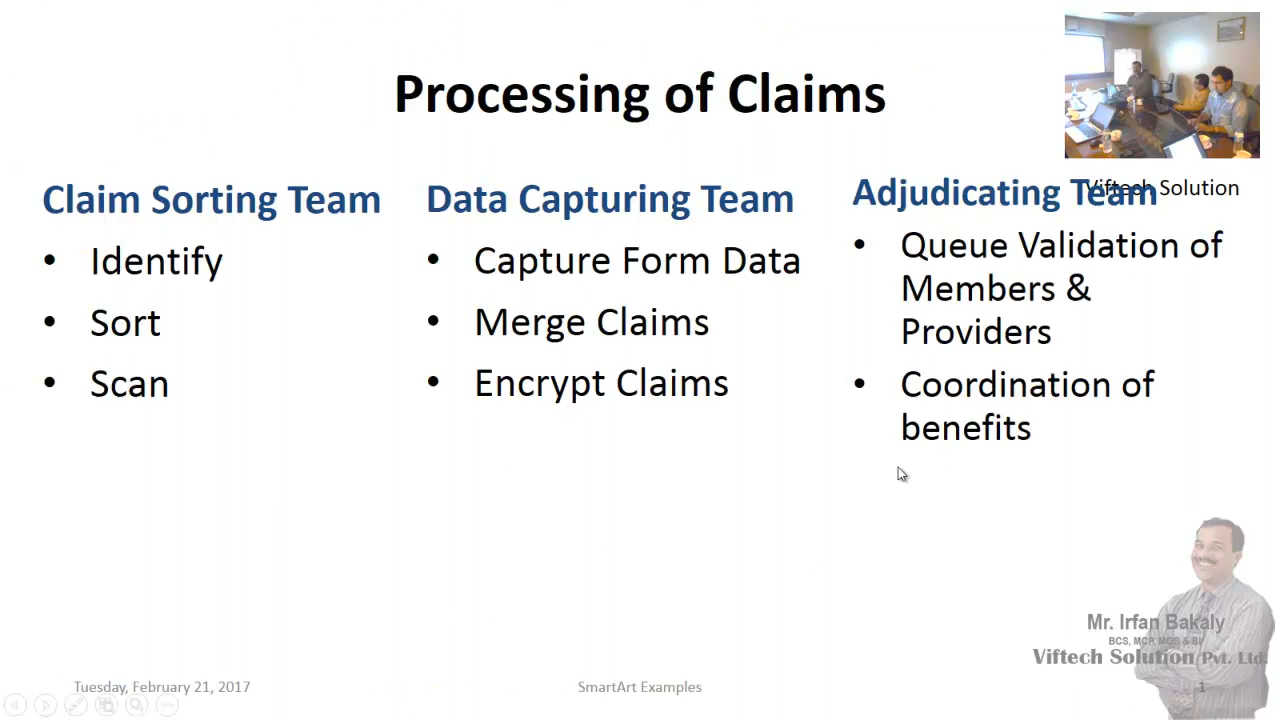 Processing of Claims
Viftech Solution
Claim Sorting Team
• Identify
• Sort
• Scan
Data Capturing Team
• Capture Form Data
• Merge Claims
• Encrypt Claims
Adjudicating Team
• Queue Validation of
Members &
Providers
• Coordination of
benefits
Mr. Irfan Bakaly
BCS, MCP, MOS & BI
Viftech Solution Pvt. Ltd.
Tuesday, February 21, 2017
SmartArt Examples
1